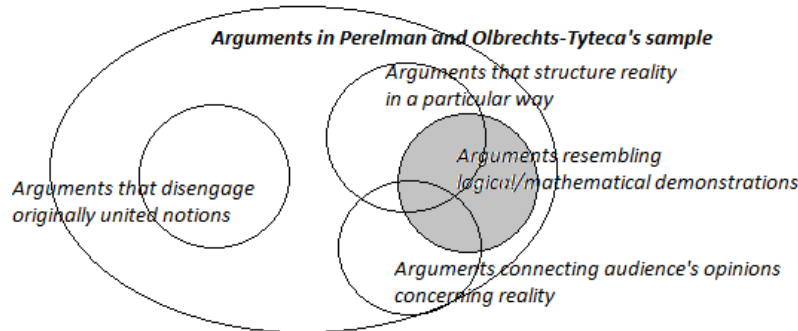 Arguments in Perelman and Olbrechts-Tyteca's sample
Arguments that structure reality
in a particular way
Arguments resembling
logical/mathematical demonstrations
Arguments that disengage
originally united notions
Arguments connecting audience's opinions
concerning reality